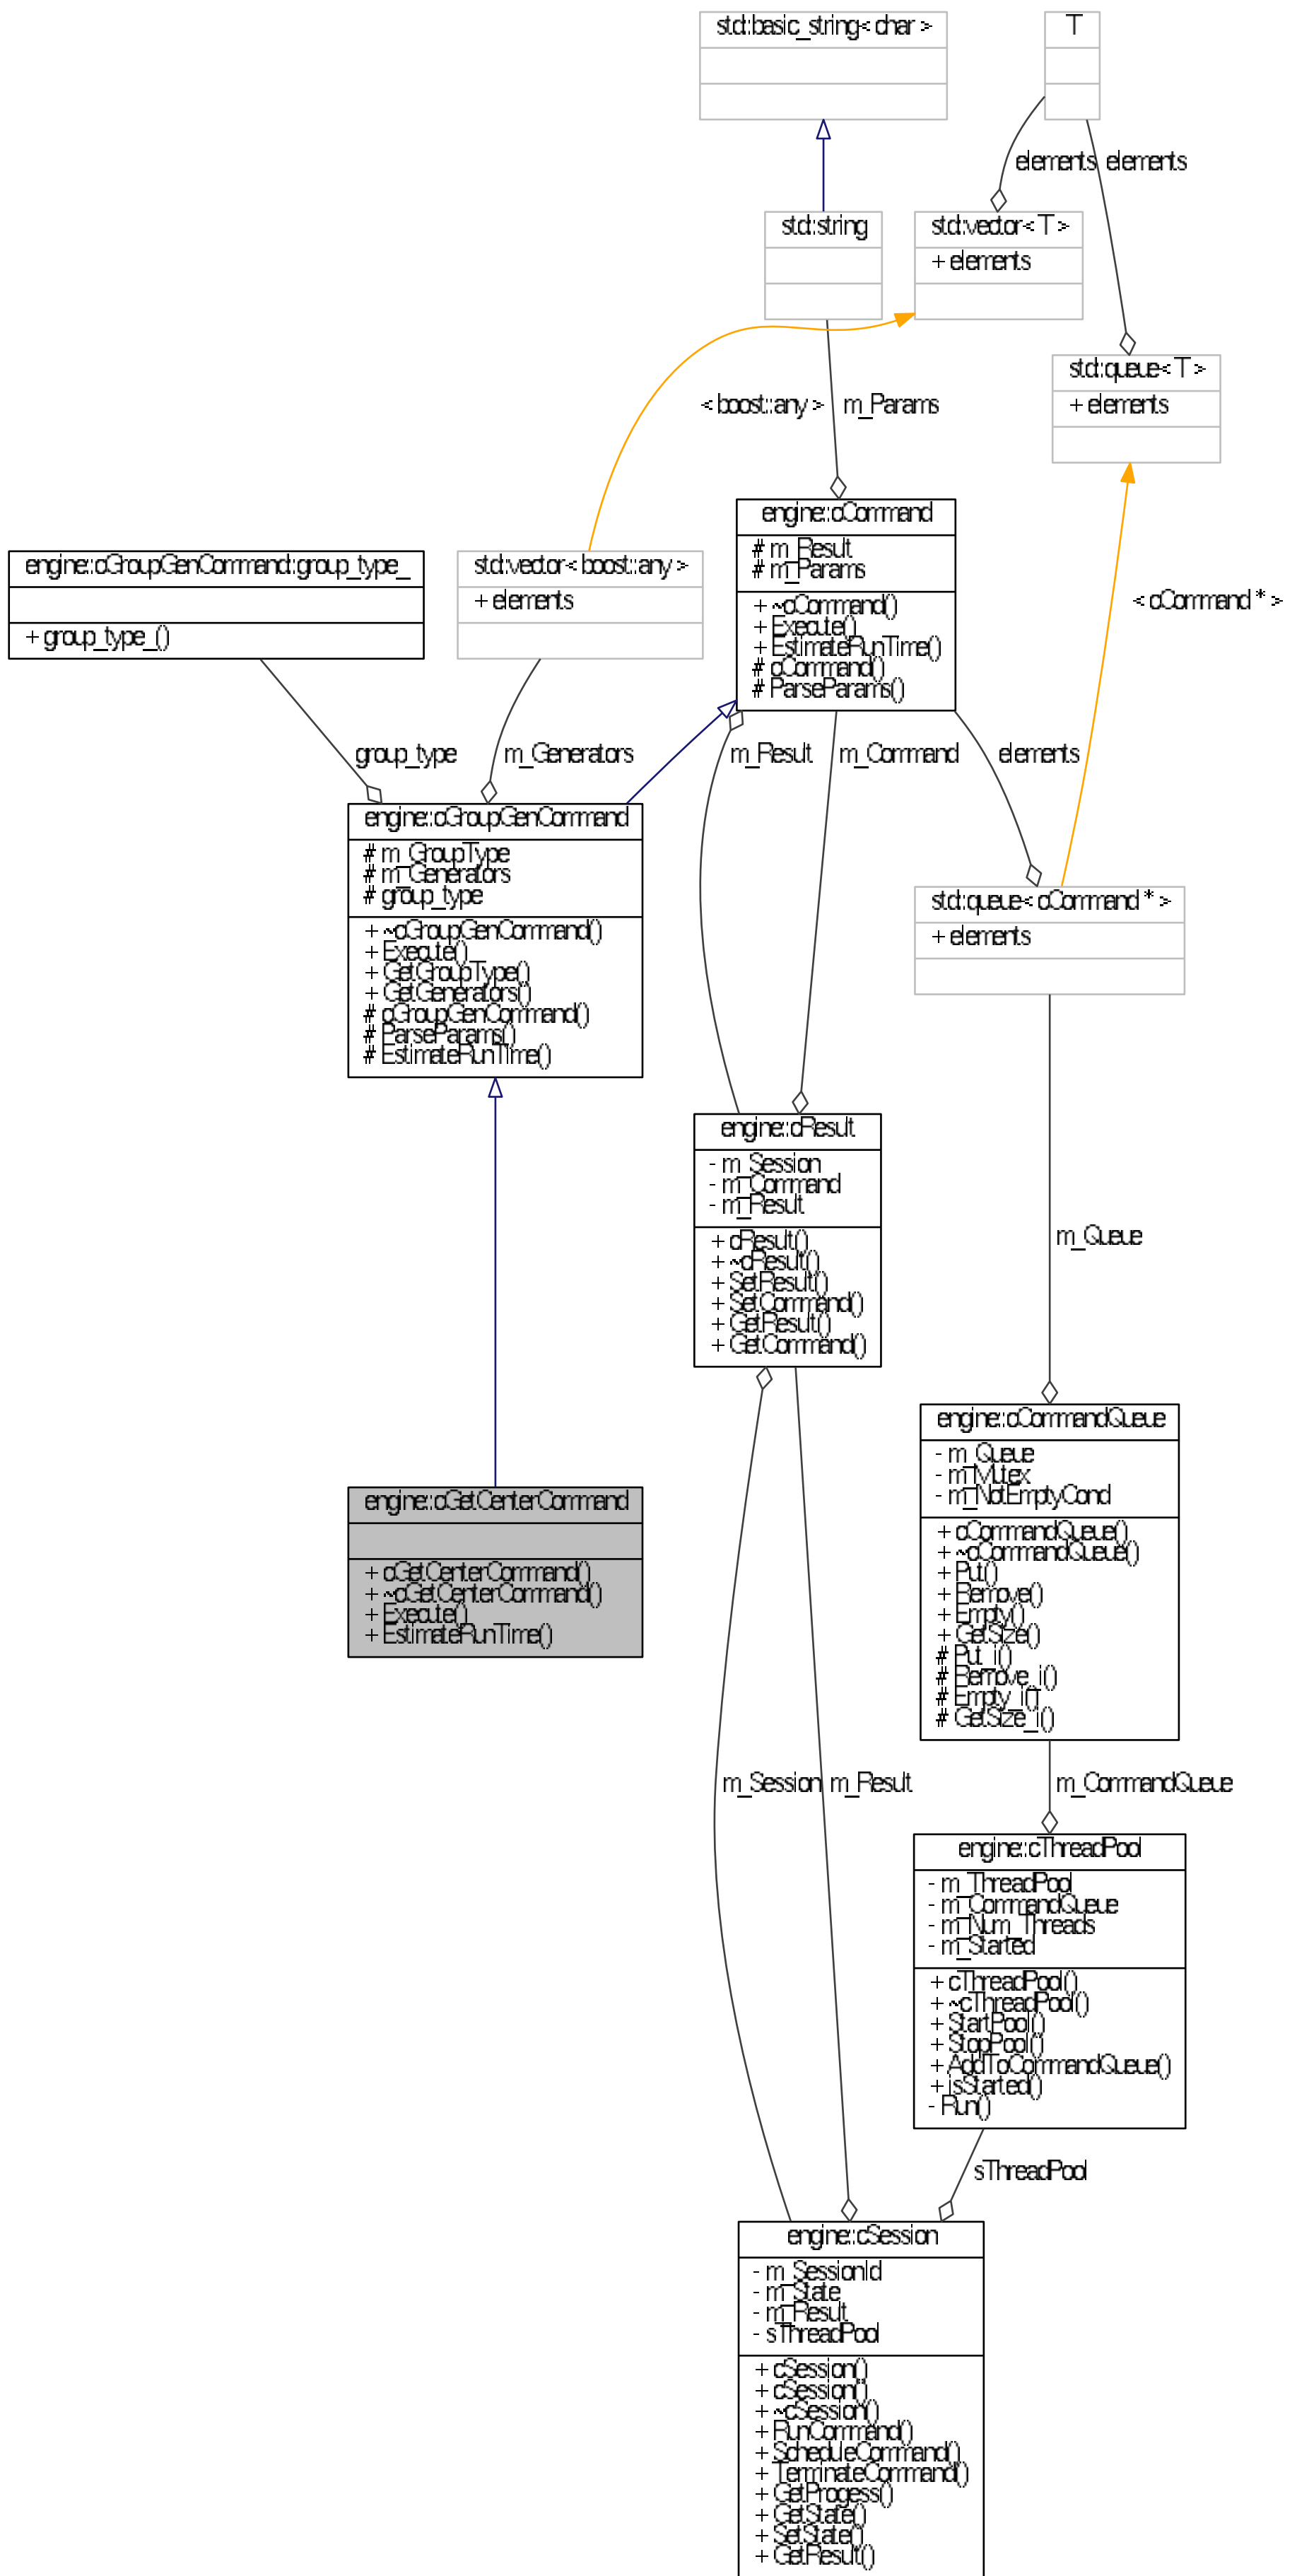 std::basic_string< char >
T
elements
elements
std::string
std::vector< T >
+ elements
std::queue< T >
+ elements
< boost::any >
m_Params
engine::cCommand
# m_Result
# m_Params
+ ~cCommand()
+ Execute()
+ EstimateRunTime()
# cCommand()
# ParseParams()
engine::cGroupGenCommand::group_type_
+ group_type_()
std::vector< boost::any >
+ elements
< cCommand * >
group_type
m_Generators
m_Result
m_Command
elements
engine::cGroupGenCommand
# m_GroupType
# m_Generators
# group_type
+ ~cGroupGenCommand()
+ Execute()
+ GetGroupType()
+ GetGenerators()
# cGroupGenCommand()
# ParseParams()
# EstimateRunTime()
std::queue< cCommand * >
+ elements
engine::cResult
- m_Session
- m_Command
- m_Result
+ cResult()
+ ~cResult()
+ SetResult()
+ SetCommand()
+ GetResult()
+ GetCommand()
m_Queue
engine::cCommandQueue
- m_Queue
- m_Mutex
- m_NotEmptyCond
+ cCommandQueue()
+ ~cCommandQueue()
+ Put()
+ Remove()
+ Empty()
+ GetSize()
# Put_i()
# Remove_i()
# Empty_i()
# GetSize_i()
engine::cGetCenterCommand
+ cGetCenterCommand()
+ ~cGetCenterCommand()
+ Execute()
+ EstimateRunTime()
m_Session
m_Result
m_CommandQueue
engine::cThreadPool
- m_ThreadPool
- m_CommandQueue
- m_Num_Threads
- m_Started
+ cThreadPool()
+ ~cThreadPool()
+ StartPool()
+ StopPool()
+ AddToCommandQueue()
+ isStarted()
- Run()
sThreadPool
engine::cSession
- m_SessionId
- m_State
- m_Result
- sThreadPool
+ cSession()
+ cSession()
+ ~cSession()
+ RunCommand()
+ ScheduleCommand()
+ TerminateCommand()
+ GetProgess()
+ GetState()
+ SetState()
+ GetResult()